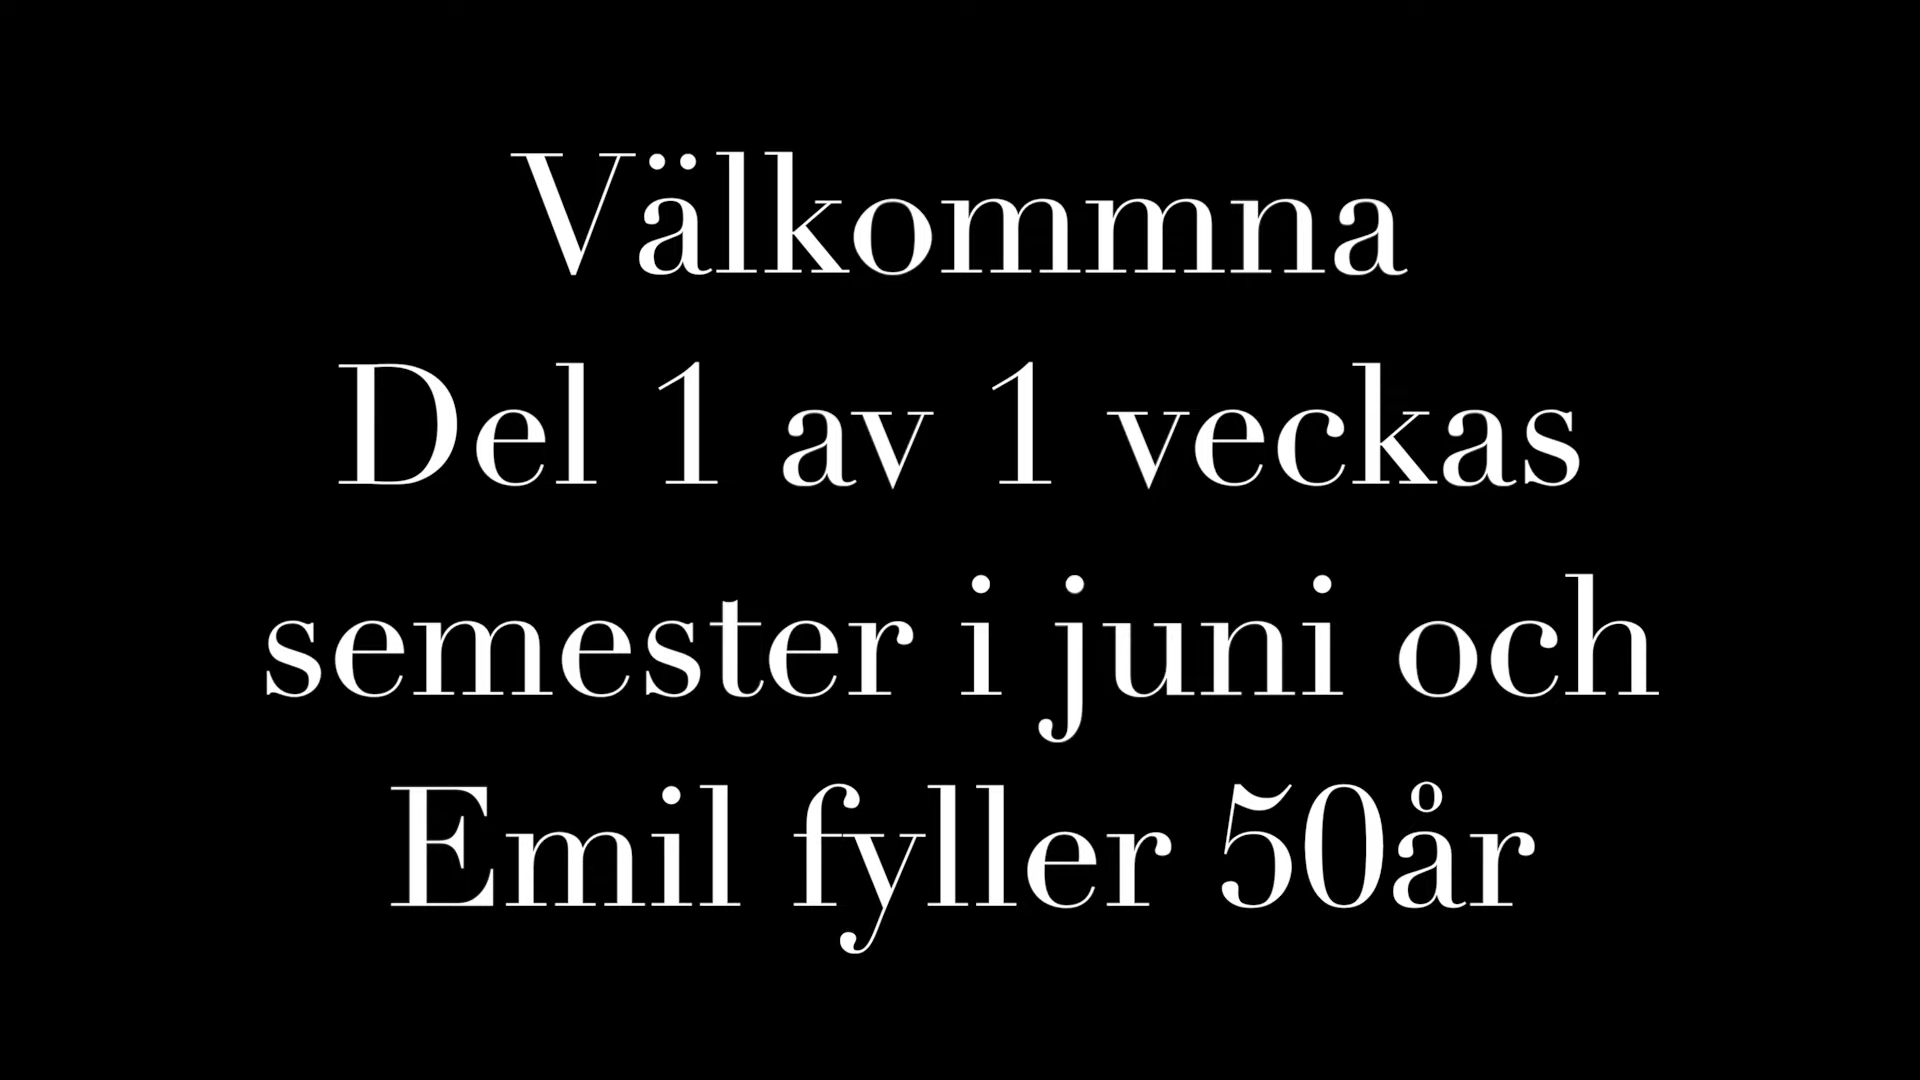 Välkommna
Del 1 av 1 veckas
semester i juni och
Emil fyller 50år